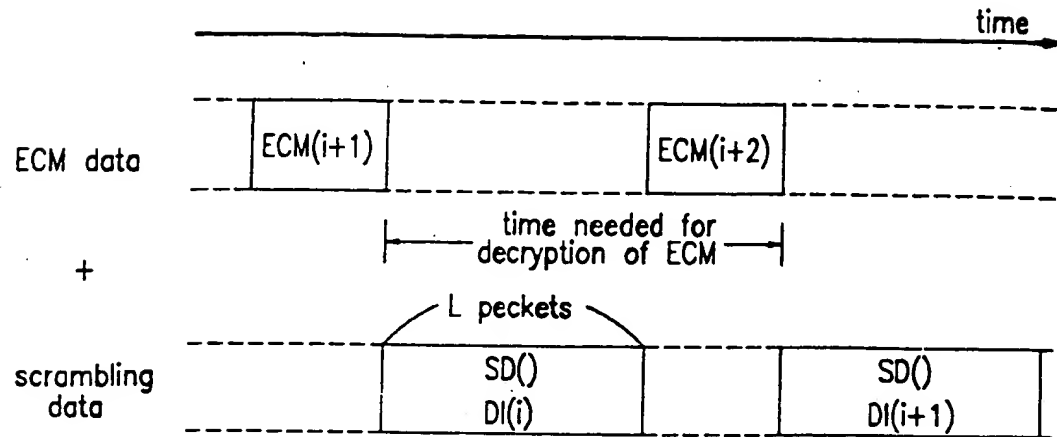 time
ECM data
ECM(i+1)
ECM(i+2)
time needed for
decryption of ECM
+
L peckets
scrambling
data
SD()
DI(i)
SD()
DI(i+1)